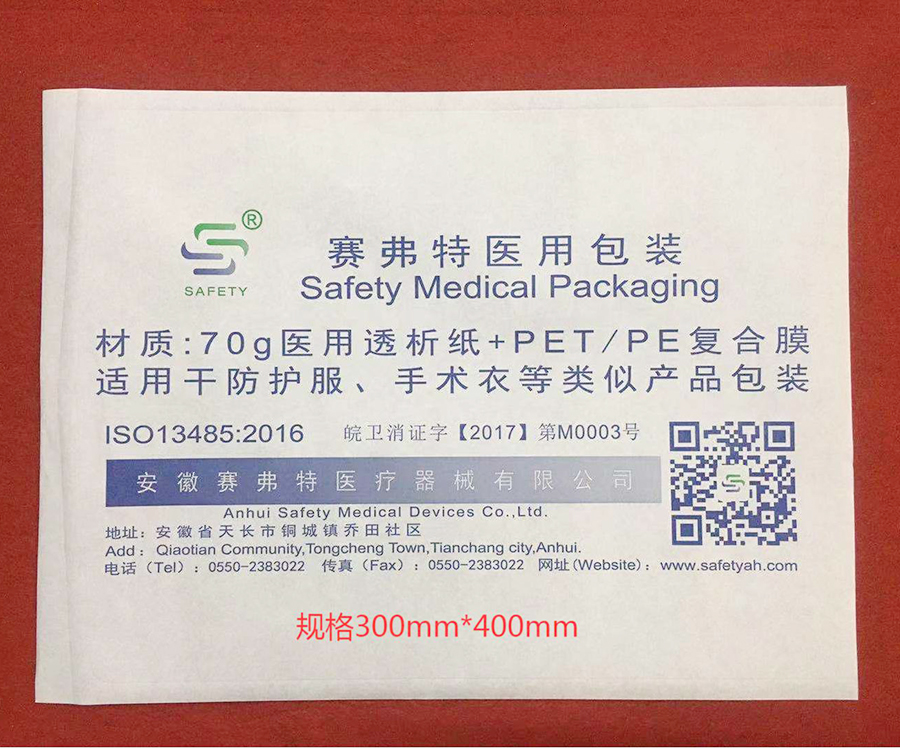 ®
SAFETY
赛弗特医用包装
Safety Medical Packaging
材质:70g医用透析纸+PET/PE复合膜
适用干防护服、手术衣等类似产品包装
ISO13485:2016 皖卫消证字【2017】第M0003号
安徽赛弗特医疗器械有限公司
Anhui Safety Medical Devices Co.,Ltd.
地址：安徽省天长市铜城镇乔田社区
Add：Qiaotian Community,Tongcheng Town,Tianchang city,Anhui.
电话（Tel）：0550-2383022 传真（Fax）：0550-2383022 网址(Website)：www.safetyah.com
规格300mm*400mm